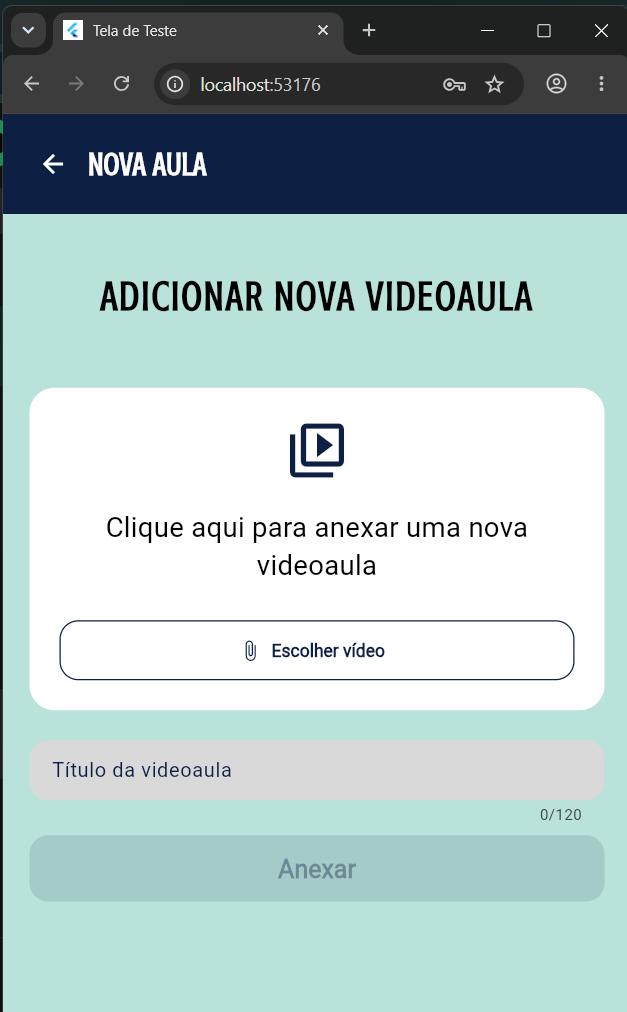 Tela de Teste
localhost:53176
NOVA AULA
ADICIONAR NOVA VIDEOAULA
Clique aqui para anexar uma nova
videoaula
Escolher vídeo
Título da videoaula
0/120
Anexar